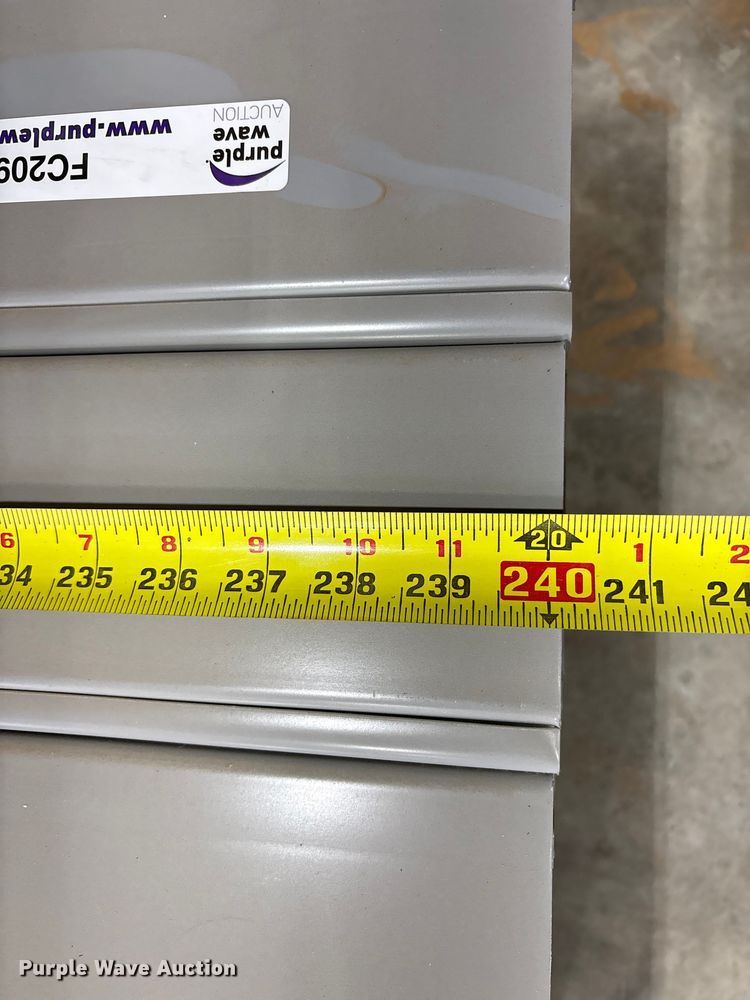 purple
wave
AUCTION
FC209
www.purplew
6 7 8 9 10 11 20 1 2
34 235 236 237 238 239 240 241 24
Purple Wave Auction